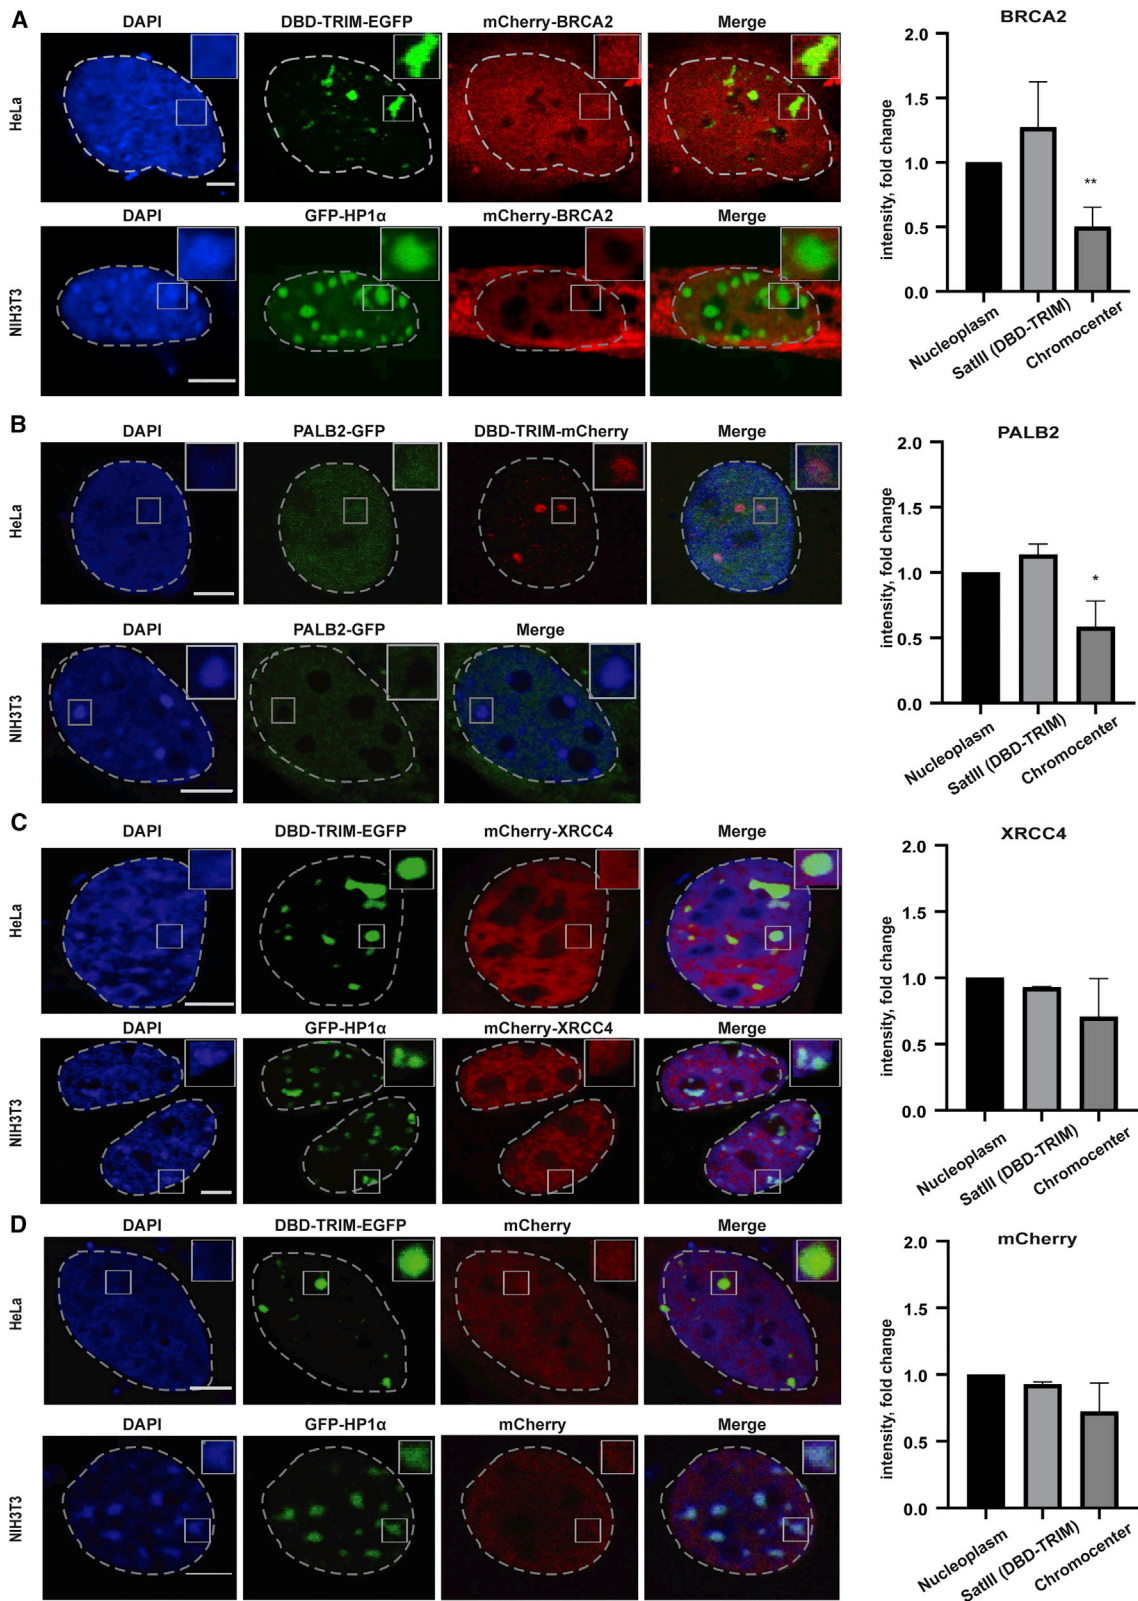 A
DAPI DBD-TRIM-EGFP mCherry-BRCA2 Merge
HeLa
DAPI GFP-HP1α mCherry-BRCA2 Merge
NIH3T3
BRCA2
intensity, fold change
2.0
1.5
1.0
0.5
0.0
**
Nucleoplasm
SatIII (DBD-TRIM)
Chromocenter
B
DAPI PALB2-GFP DBD-TRIM-mCherry Merge
HeLa
DAPI PALB2-GFP Merge
NIH3T3
PALB2
intensity, fold change
2.0
1.5
1.0
0.5
0.0
*
Nucleoplasm
SatIII (DBD-TRIM)
Chromocenter
C
DAPI DBD-TRIM-EGFP mCherry-XRCC4 Merge
HeLa
DAPI GFP-HP1α mCherry-XRCC4 Merge
NIH3T3
XRCC4
intensity, fold change
2.0
1.5
1.0
0.5
0.0
Nucleoplasm
SatIII (DBD-TRIM)
Chromocenter
D
DAPI DBD-TRIM-EGFP mCherry Merge
HeLa
DAPI GFP-HP1α mCherry Merge
NIH3T3
mCherry
intensity, fold change
2.0
1.5
1.0
0.5
0.0
Nucleoplasm
SatIII (DBD-TRIM)
Chromocenter